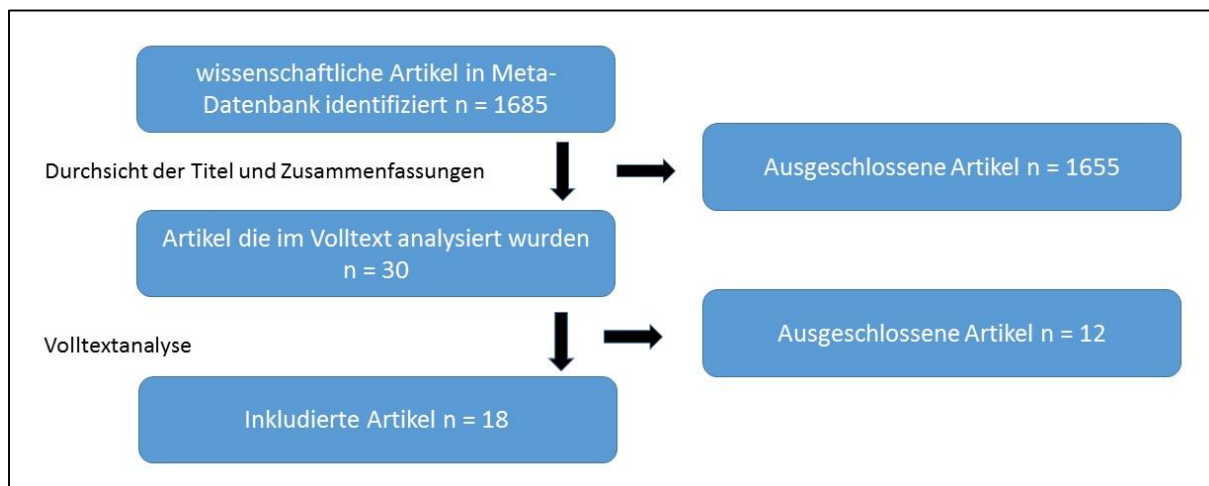 wissenschaftliche Artikel in Meta-
Datenbank identifiziert n = 1685
Durchsicht der Titel und Zusammenfassungen
Ausgeschlossene Artikel n = 1655
Artikel die im Volltext analysiert wurden
n = 30
Volltextanalyse
Ausgeschlossene Artikel n = 12
Inkludierte Artikel n = 18